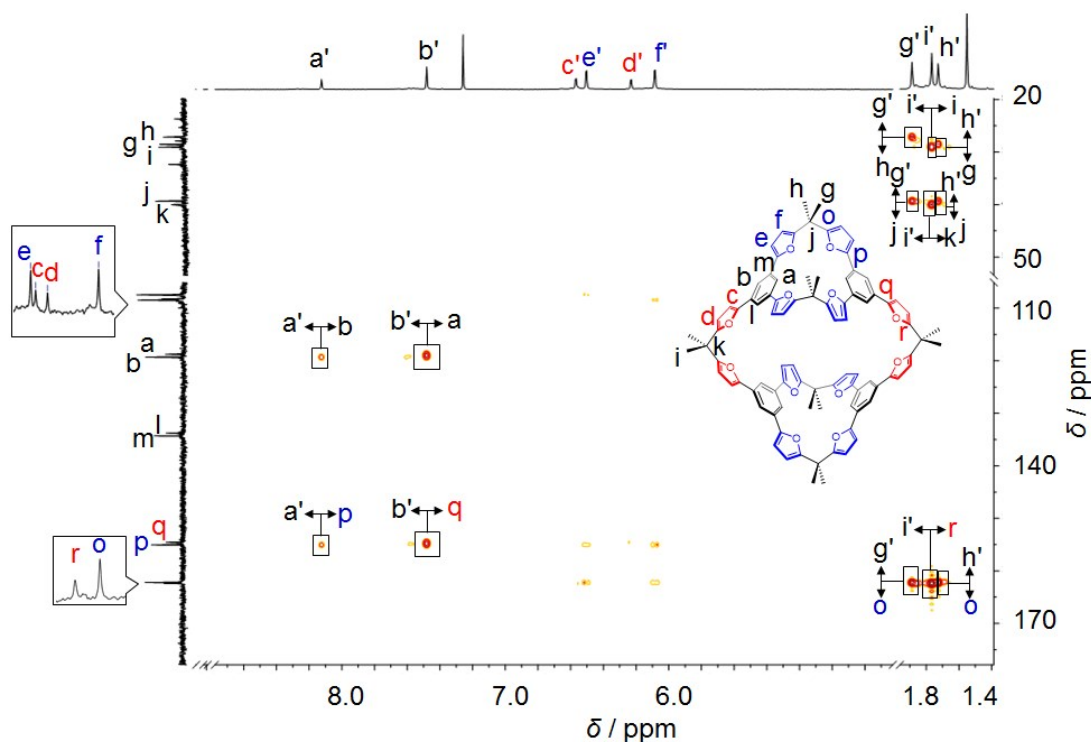 a' b' c' e' d' f' g' i' h'
20
g' i' i h'
h g
g' h'
j i' k j
50
h
g
i
j
k
e c d f
110
a' b b' a
a
b
l
m
140
a' p b' q
q
p
r o
g' i' r h'
o o
170
h g
f o
e j
m p
b a
c l q
d r
k
i
O O O O O O O O O O O O
δ / ppm
8.0 7.0 6.0 1.8 1.4
δ / ppm